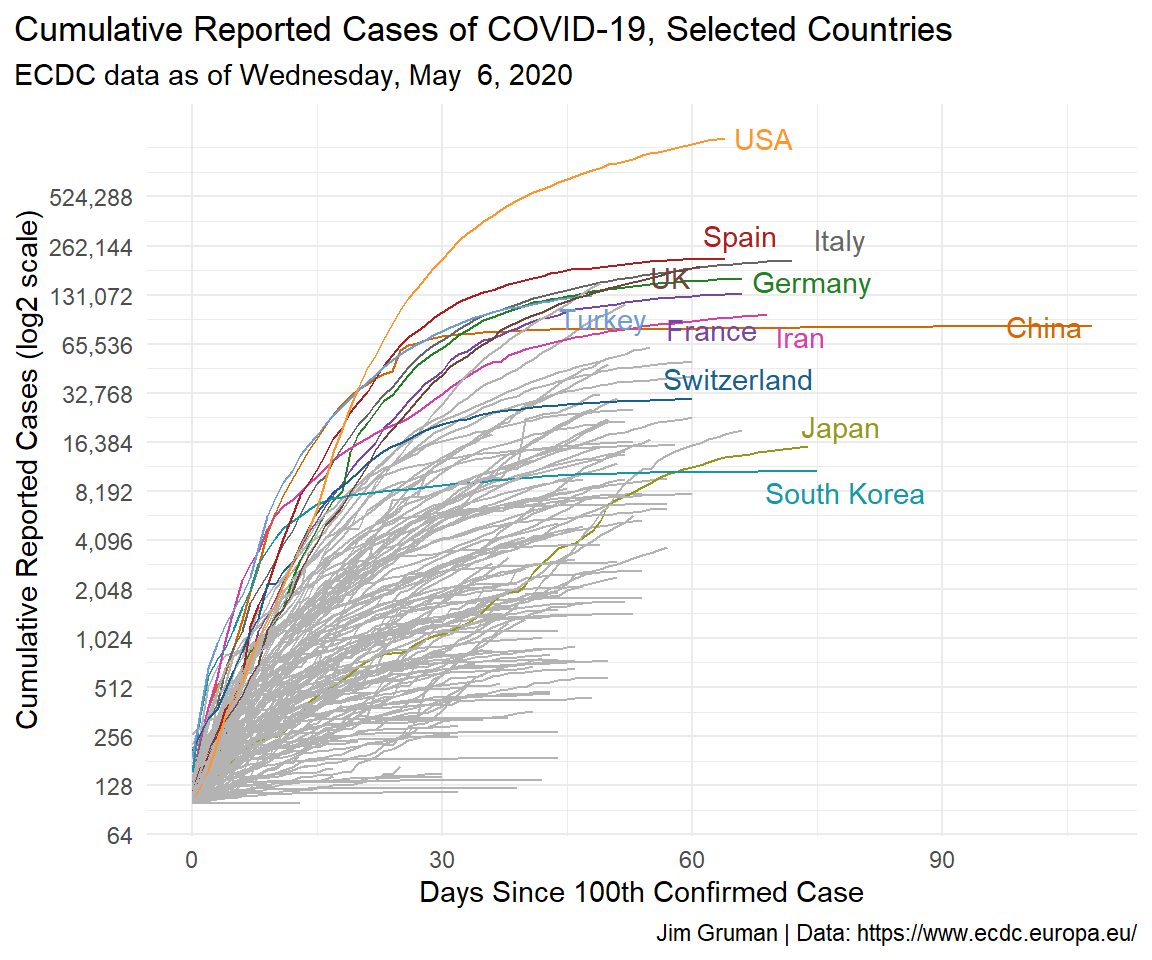 Cumulative Reported Cases of COVID-19, Selected Countries
ECDC data as of Wednesday, May  6, 2020
Cumulative Reported Cases (log2 scale)
524,288
262,144
131,072
65,536
32,768
16,384
8,192
4,096
2,048
1,024
512
256
128
64
USA
Spain
Italy
UK
Germany
Turkey
France
Iran
China
Switzerland
Japan
South Korea
0 30 60 90
Days Since 100th Confirmed Case
Jim Gruman | Data: https://www.ecdc.europa.eu/